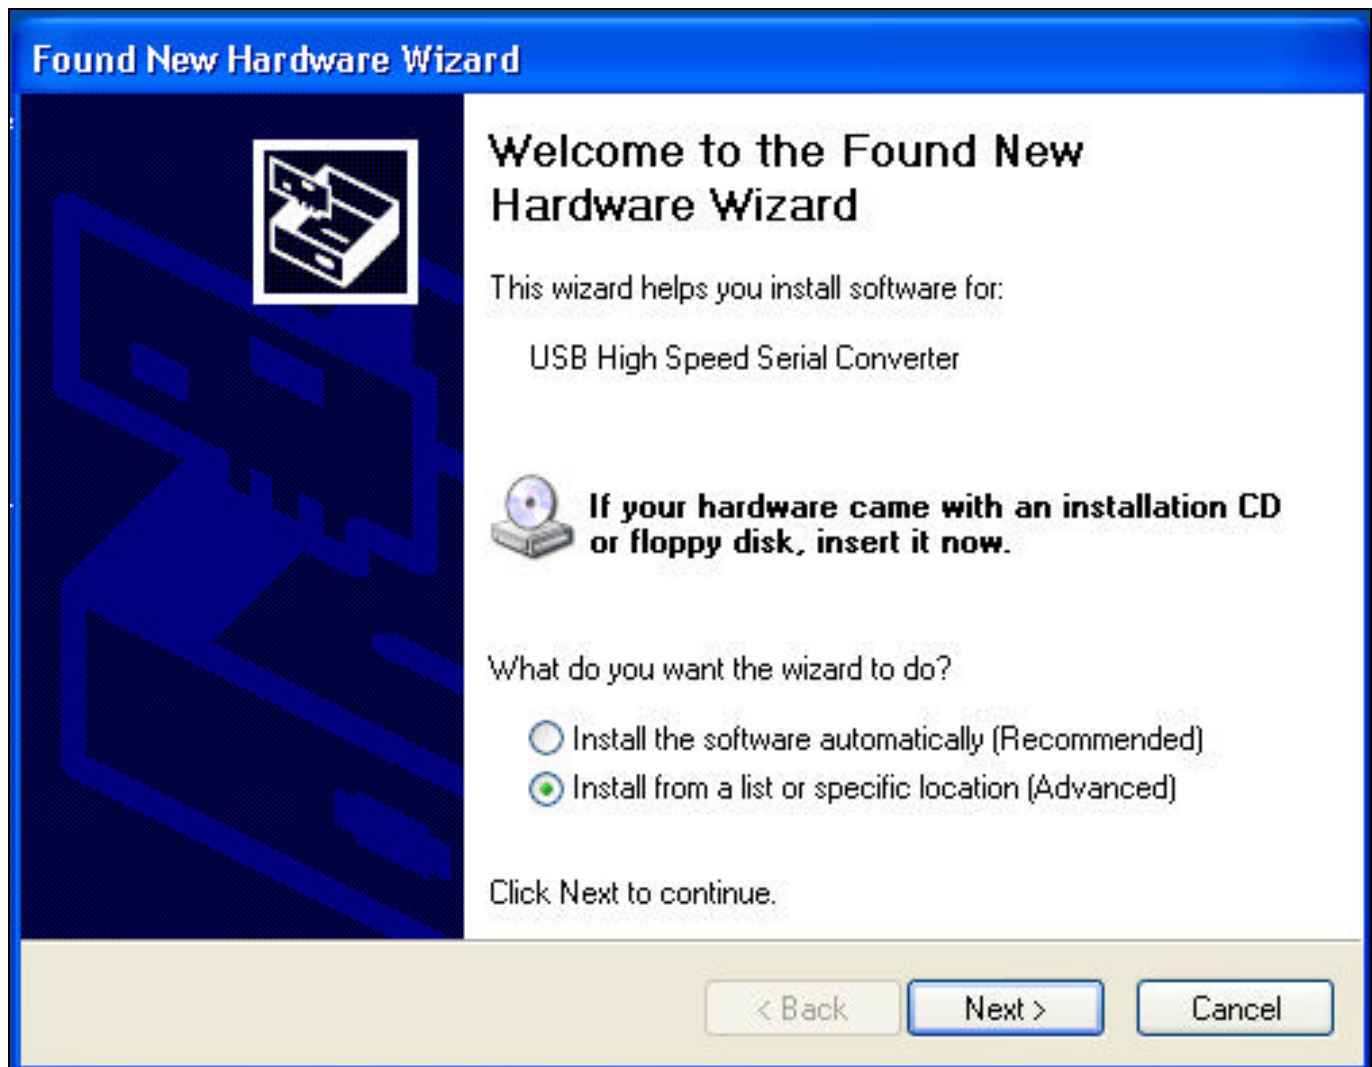 Found New Hardware Wizard
Welcome to the Found New
Hardware Wizard
This wizard helps you install software for:
USB High Speed Serial Converter
If your hardware came with an installation CD
or floppy disk, insert it now.
What do you want the wizard to do?
Install the software automatically (Recommended)
Install from a list or specific location (Advanced)
Click Next to continue.
< Back
Next >
Cancel